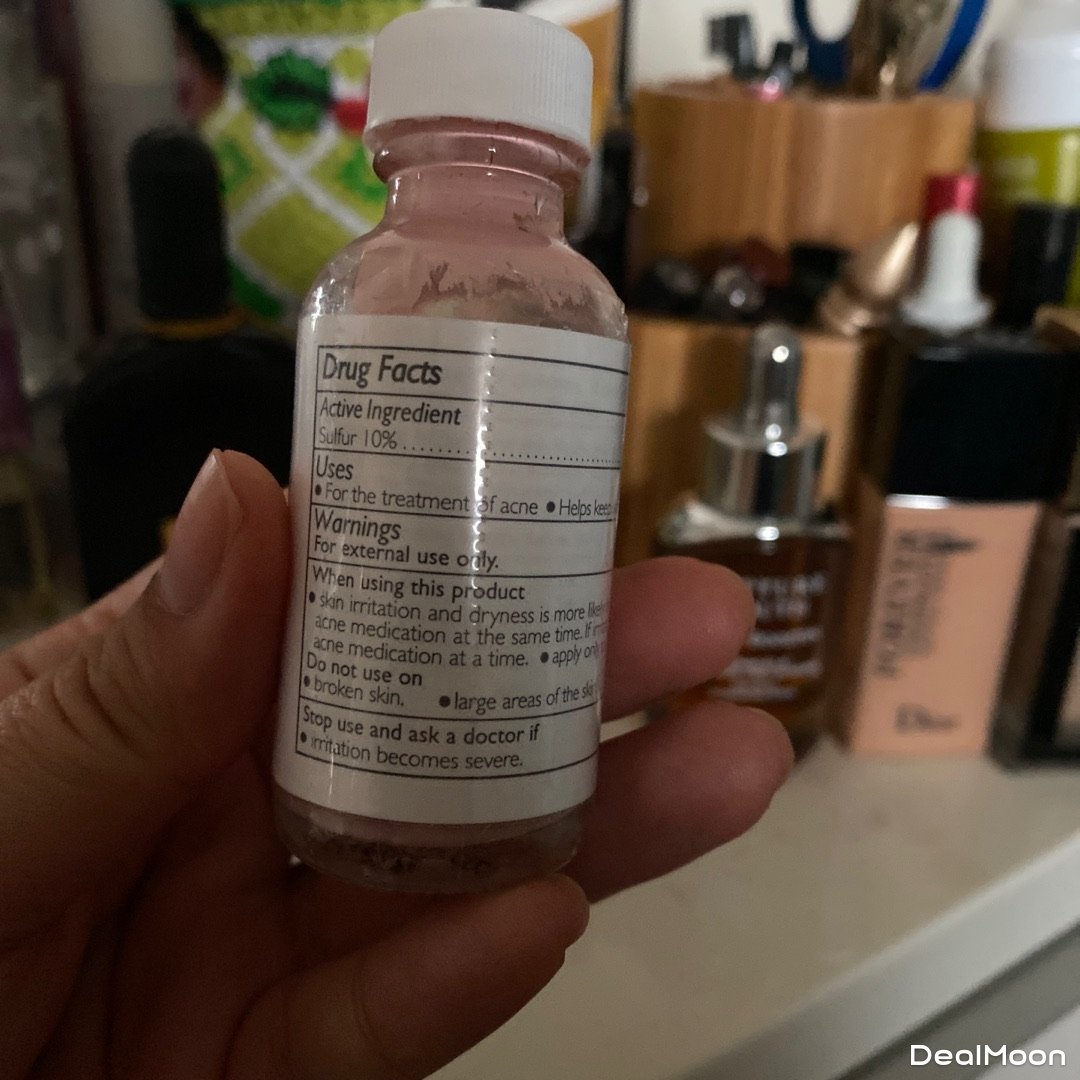 Drug Facts
Active Ingredient
Sulfur 10%
Uses
• For the treatment of acne • Helps keep
Warnings
For external use only.
When using this product
• skin irritation and dryness is more
acne medication at the same time. If
acne medication at a time. • apply only
Do not use on
• broken skin. • large areas of the skin
Stop use and ask a doctor if
• irritation becomes severe.
FOREVER
Dior
DealMoon